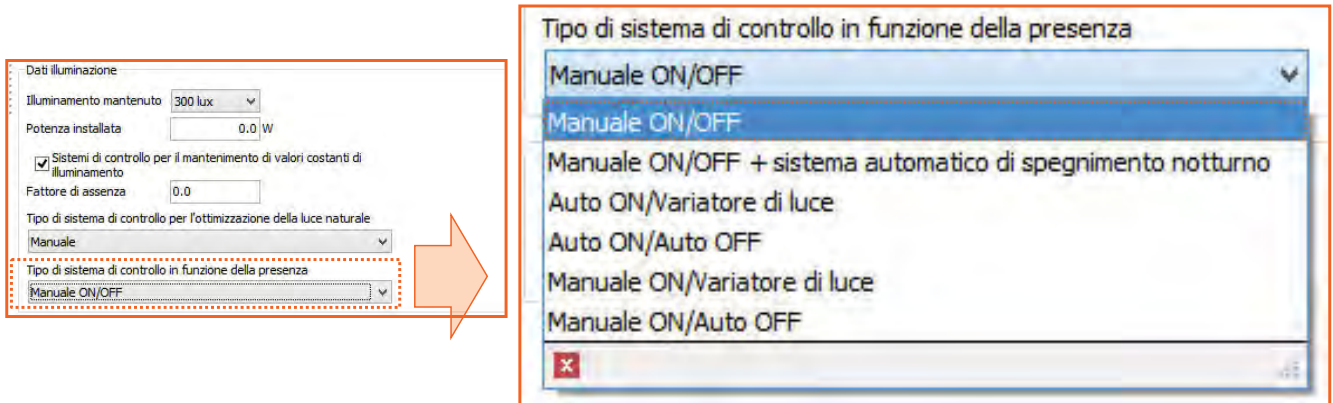 Dati illuminazione
Illuminamento mantenuto 300 lux
Potenza installata 0.0 W
Sistemi di controllo per il mantenimento di valori costanti di
illuminamento
Fattore di assenza 0.0
Tipo di sistema di controllo per l'ottimizzazione della luce naturale
Manuale
Tipo di sistema di controllo in funzione della presenza
Manuale ON/OFF
Tipo di sistema di controllo in funzione della presenza
Manuale ON/OFF
Manuale ON/OFF
Manuale ON/OFF + sistema automatico di spegnimento notturno
Auto ON/Variatore di luce
Auto ON/Auto OFF
Manuale ON/Variatore di luce
Manuale ON/Auto OFF